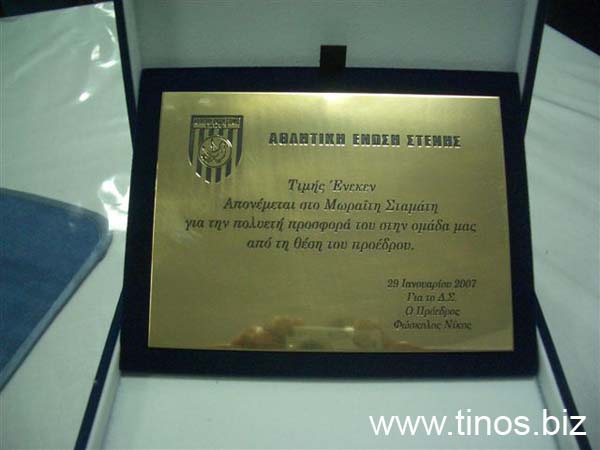 ΑΘΛΗΤΙΚΗ ΕΝΩΣΗ ΣΤΕΝΗΣ
Τιμής Ένεκεν
Απονέμεται στο Μωραΐτη Σταμάτη
για την πολυετή προσφορά του στην ομάδα μας
από τη θέση του προέδρου.
29 Ιανουαρίου 2007
Για το Δ.Σ.
Ο Πρόεδρος
Φώσκολος Νίκος
www.tinos.biz